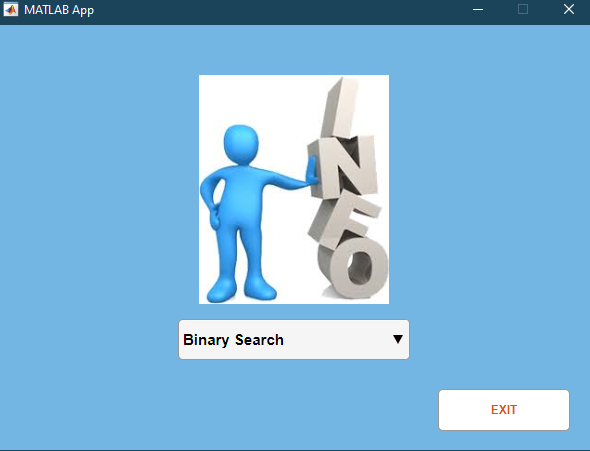 MATLAB App
INFO
Binary Search
EXIT